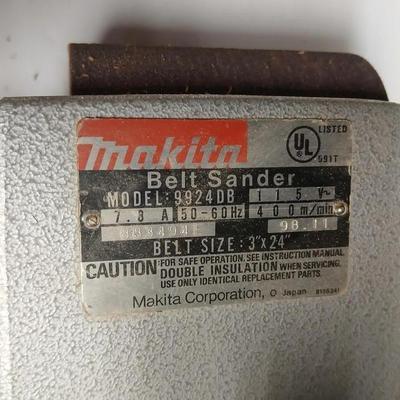 makita
UL LISTED
591T
Belt Sander
MODEL: 9924DB 115 V~
7.8 A 50-60Hz 400m/min
98.11
BELT SIZE: 3"x24"
CAUTION: FOR SAFE OPERATION. SEE INSTRUCTION MANUAL
DOUBLE INSULATION WHEN SERVICING,
USE ONLY IDENTICAL REPLACEMENT PARTS.
Makita Corporation, O Japan